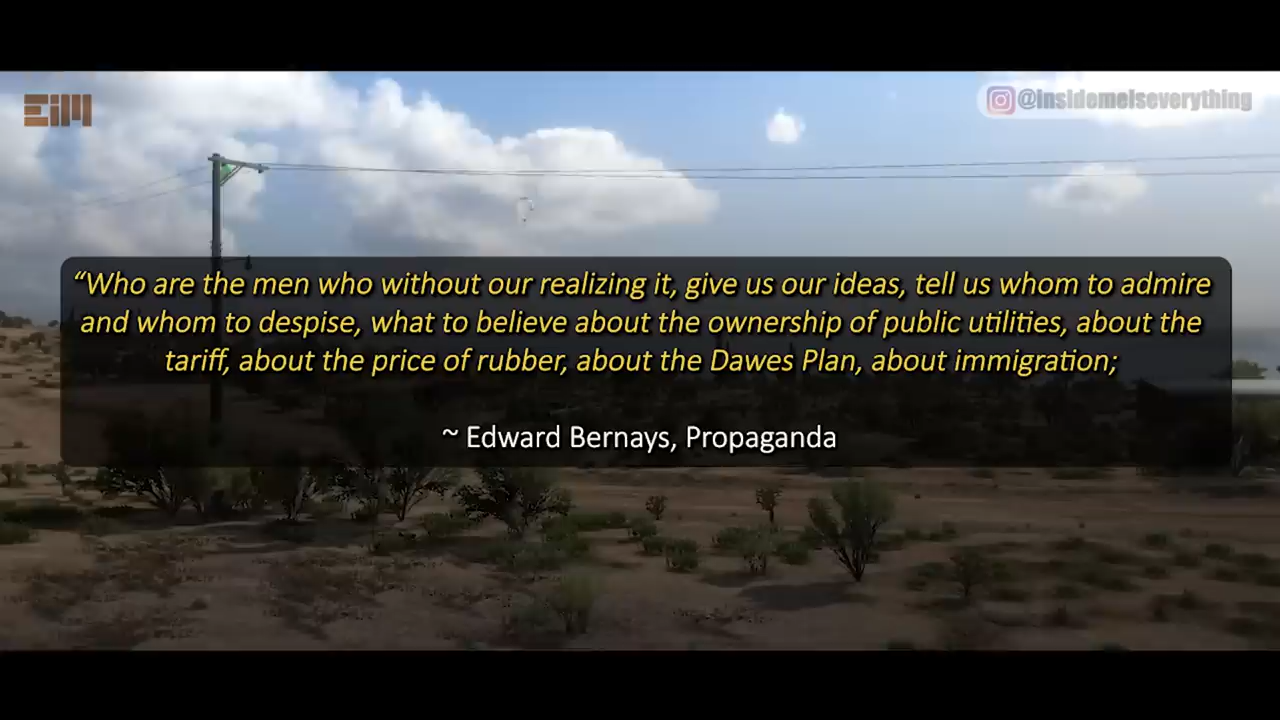 EiM
@insidemeiseverything
“Who are the men who without our realizing it, give us our ideas, tell us whom to admire
and whom to despise, what to believe about the ownership of public utilities, about the
tariff, about the price of rubber, about the Dawes Plan, about immigration;
~ Edward Bernays, Propaganda